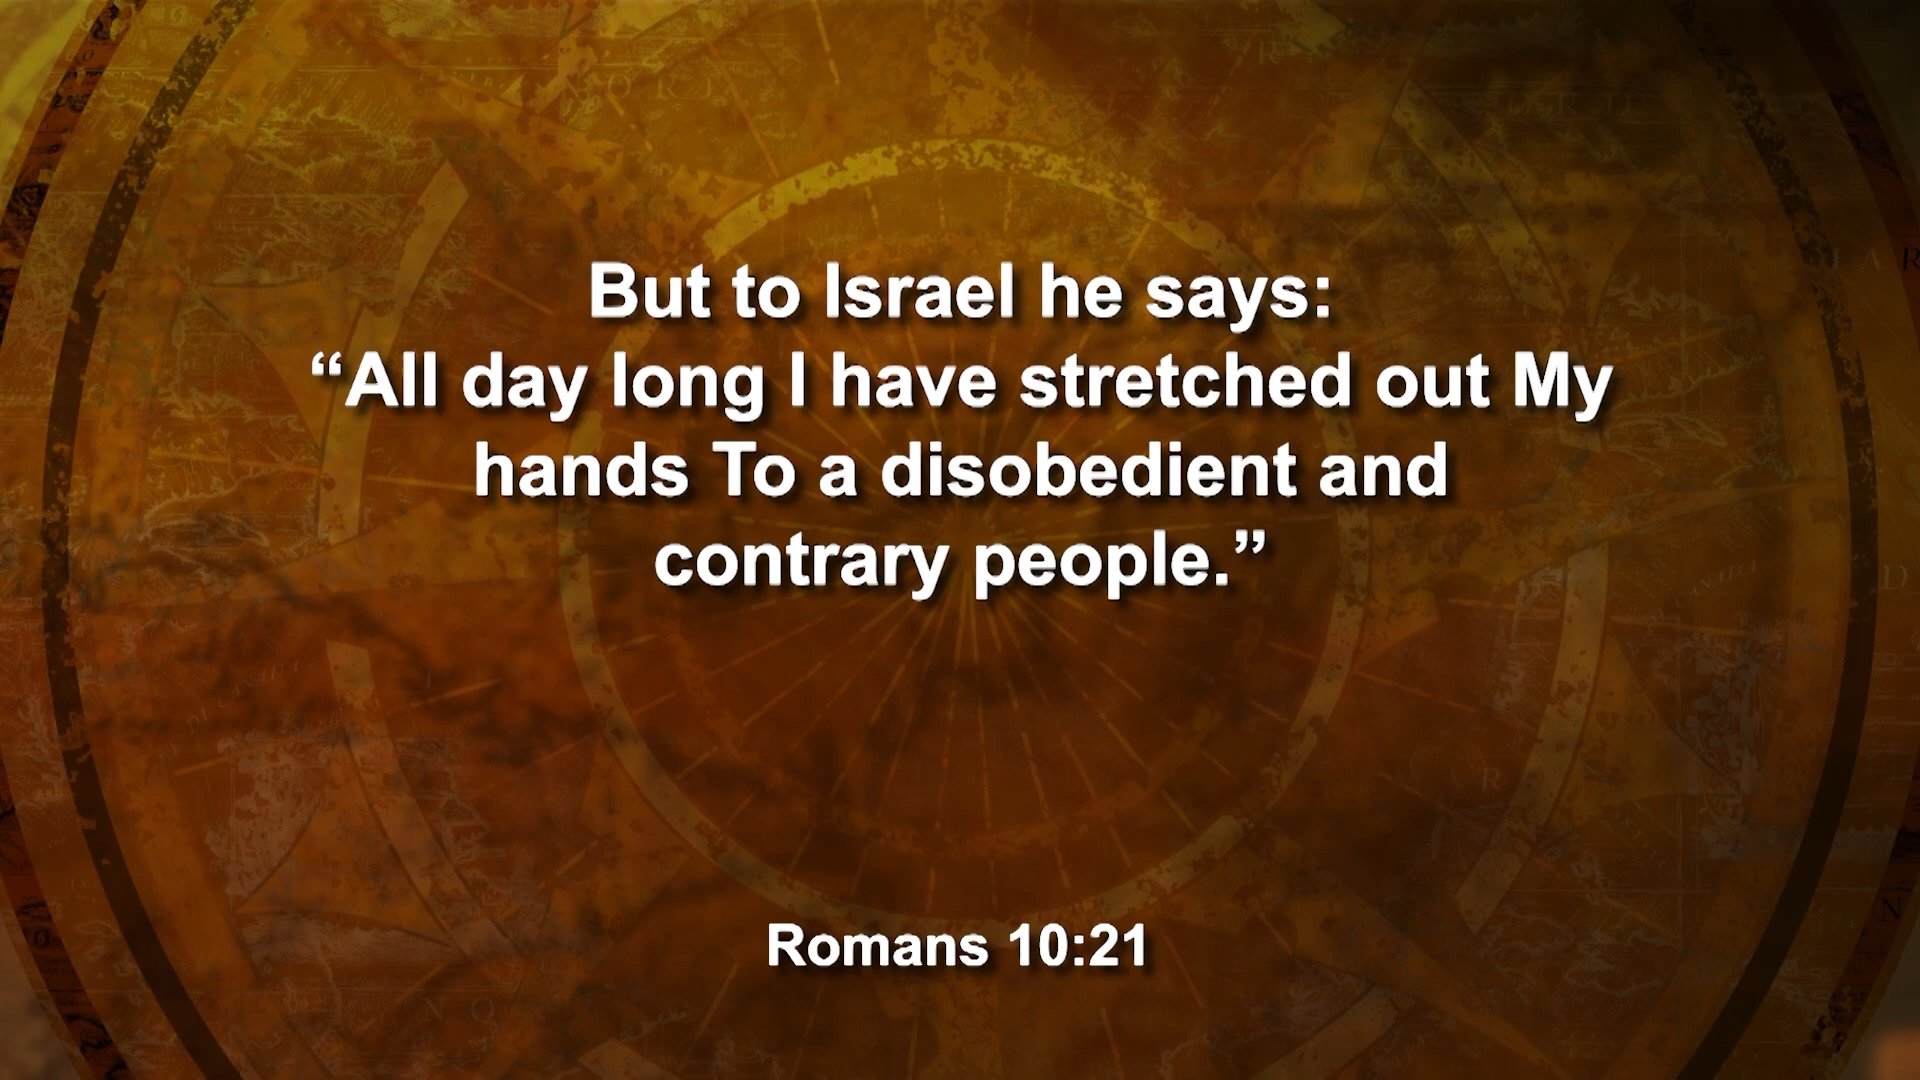 But to Israel he says:
“All day long I have stretched out My
hands To a disobedient and
contrary people.”
Romans 10:21